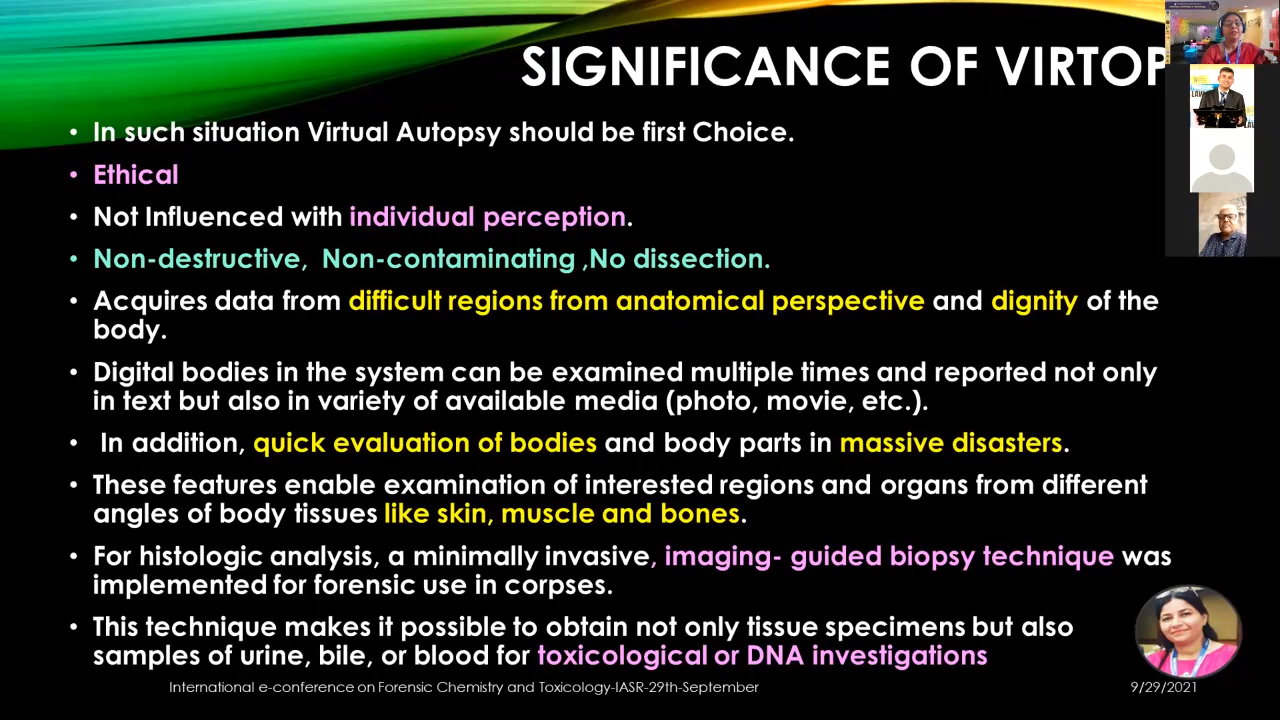 SIGNIFICANCE OF VIRTOP
• In such situation Virtual Autopsy should be first Choice.
• Ethical
• Not Influenced with individual perception.
• Non-destructive, Non-contaminating ,No dissection.
• Acquires data from difficult regions from anatomical perspective and dignity of the
body.
• Digital bodies in the system can be examined multiple times and reported not only
in text but also in variety of available media (photo, movie, etc.).
• In addition, quick evaluation of bodies and body parts in massive disasters.
• These features enable examination of interested regions and organs from different
angles of body tissues like skin, muscle and bones.
• For histologic analysis, a minimally invasive, imaging- guided biopsy technique was
implemented for forensic use in corpses.
• This technique makes it possible to obtain not only tissue specimens but also
samples of urine, bile, or blood for toxicological or DNA investigations
International e-conference on Forensic Chemistry and Toxicology-IASR-29th-September
9/29/2021